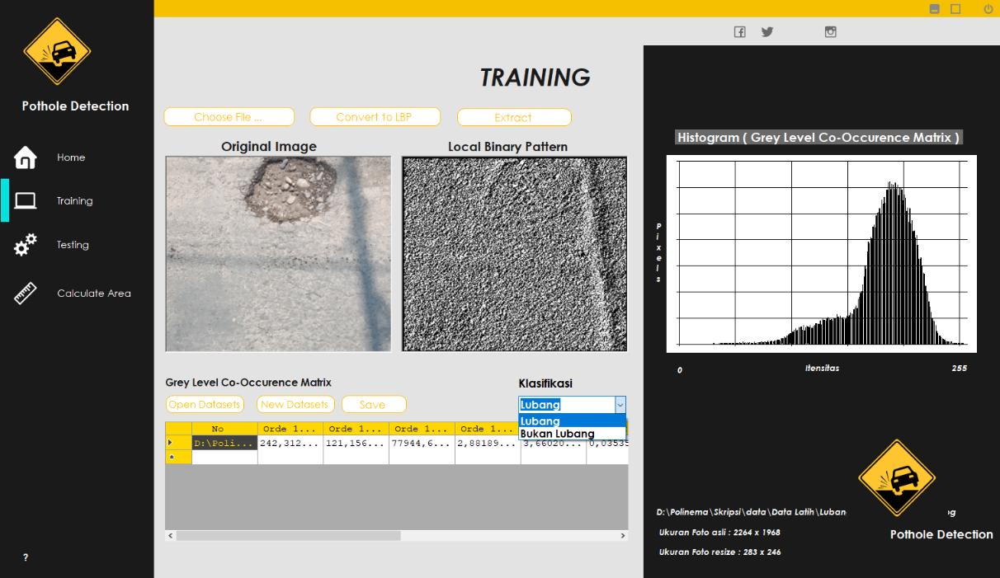 Pothole Detection
Home
Training
Testing
Calculate Area
?
TRAINING
Choose File ...
Convert to LBP
Extract
Original Image
Local Binary Pattern
Grey Level Co-Occurence Matrix
Klasifikasi
Open Datasets
New Datasets
Save
Lubang
Lubang
Bukan Lubang
No Orde 1... Orde 1... Orde 1... Orde 1...
D:\Poli... 242,312... 121,156... 77944,6... 2,88189... 3,66020... 0,03535
Histogram ( Grey Level Co-Occurence Matrix )
Pixels
0 Itensitas 255
D:\Polinema\Skripsi\data\Data Latih\Luban
Ukuran Foto asli : 2264 x 1968
Ukuran Foto resize : 283 x 246
Pothole Detection